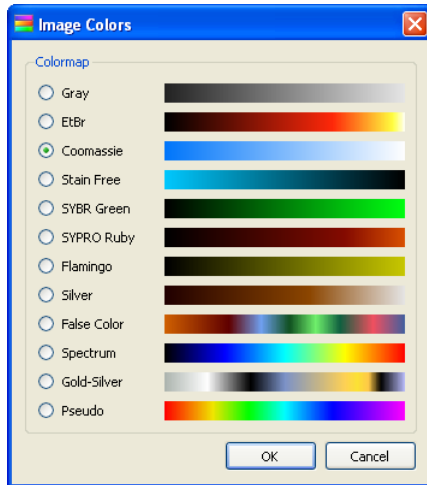 Image Colors
Colormap
Gray
EtBr
Coomassie
Stain Free
SYBR Green
SYPRO Ruby
Flamingo
Silver
False Color
Spectrum
Gold-Silver
Pseudo
OK Cancel